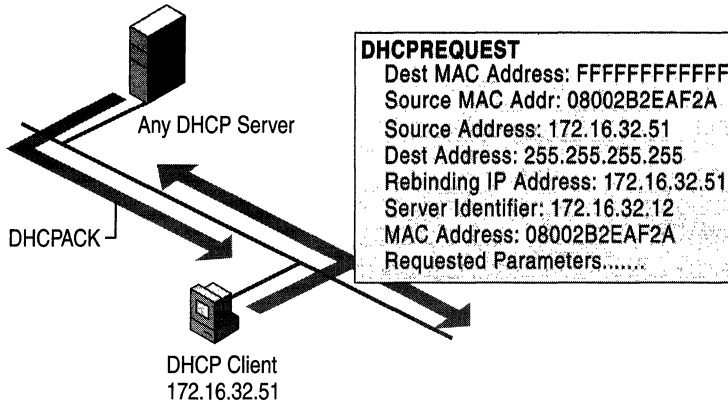 Any DHCP Server
DHCPACK
DHCP Client
172.16.32.51
DHCPREQUEST
Dest MAC Address: FFFFFFFFFFFF
Source MAC Addr: 08002B2EAF2A
Source Address: 172.16.32.51
Dest Address: 255.255.255.255
Rebinding IP Address: 172.16.32.51
Server Identifier: 172.16.32.12
MAC Address: 08002B2EAF2A
Requested Parameters.......